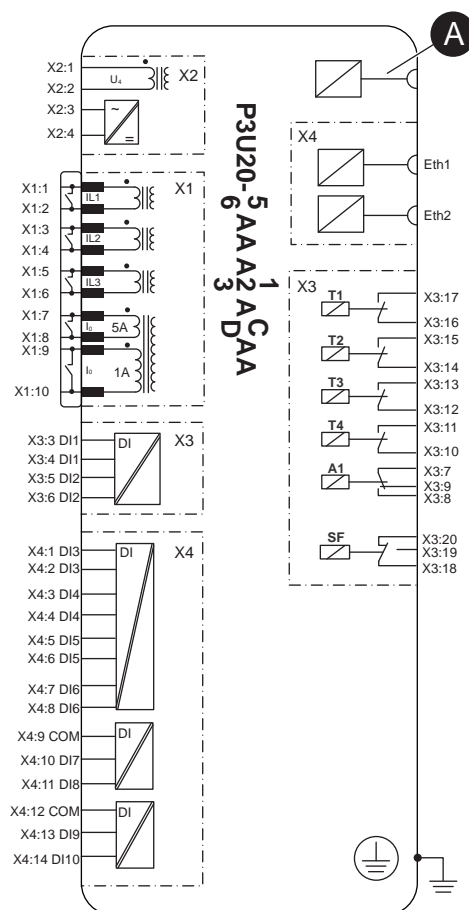 A
X2:1
X2:2
U₄
X2
X2:3
X2:4
~
=
X1
X1:1
X1:2
IL1
X1:3
X1:4
IL2
X1:5
X1:6
IL3
X1:7
X1:8
I₀ 5A
X1:9
X1:10
I₀ 1A
X3
X3:3 DI1
X3:4 DI1
X3:5 DI2
X3:6 DI2
DI
X4
X4:1 DI3
X4:2 DI3
X4:3 DI4
X4:4 DI4
X4:5 DI5
X4:6 DI5
X4:7 DI6
X4:8 DI6
DI
X4:9 COM
X4:10 DI7
X4:11 DI8
DI
X4:12 COM
X4:13 DI9
X4:14 DI10
DI
5 1 C
P3U20- AA A2A AA
6 3 D
X4
Eth1
Eth2
X3
T1
X3:17
X3:16
T2
X3:15
X3:14
T3
X3:13
X3:12
T4
X3:11
X3:10
A1
X3:7
X3:9
X3:8
SF
X3:20
X3:19
X3:18